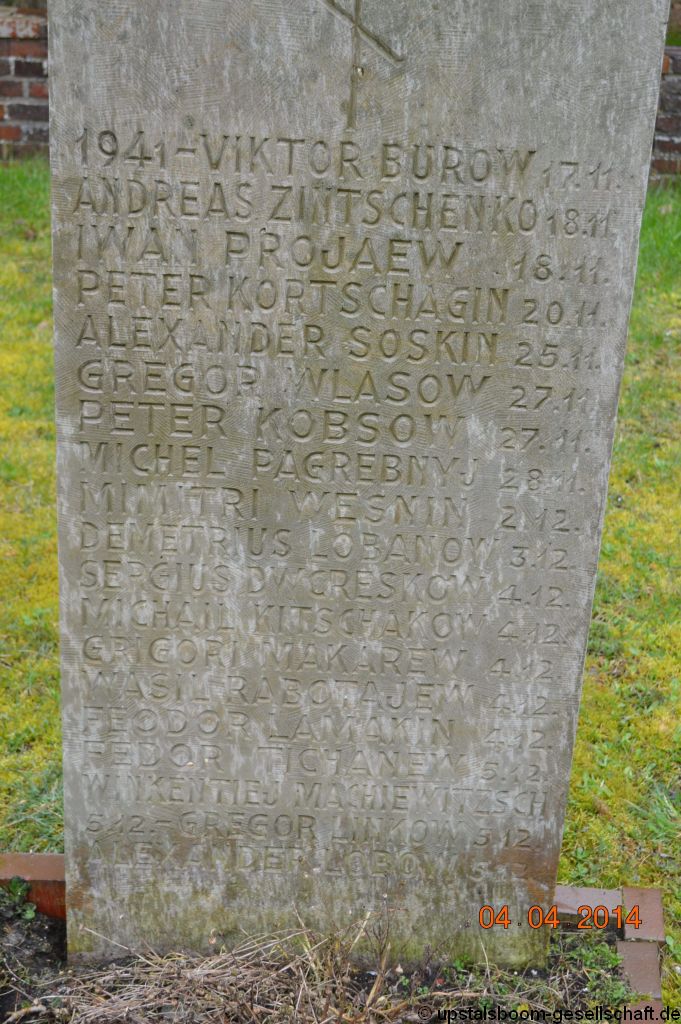 1941 - VIKTOR BUROW 17.11.
ANDREAS ZINTSCHENKO 18.11.
IWAN PROJAEW 18.11.
PETER KORTSCHAGIN 20.11.
ALEXANDER SOSKIN 25.11.
GREGOR WLASOW 27.11.
PETER KOBSOW 27.11.
MICHEL PAGREBNYJ 28.11.
MIMITRI WESNIN 2.12.
DEMETRIUS LOBANOW 3.12.
SERGIUS DWCRESKOW 4.12.
MICHAIL KITSCHAKOW 4.12.
GRIGORI MAKAREW 4.12.
WASIL RABOTAJEW 4.12.
FEODOR LAMAKIN 4.12.
FEDOR TICHANEW 5.12.
WINKENTIEJ MACHIEWITZSCH
5.12. - GREGOR LINKOW 5.12.
ALEXANDER LOBOW 5.12.
04 04 2014
© upstalsboom-gesellschaft.de